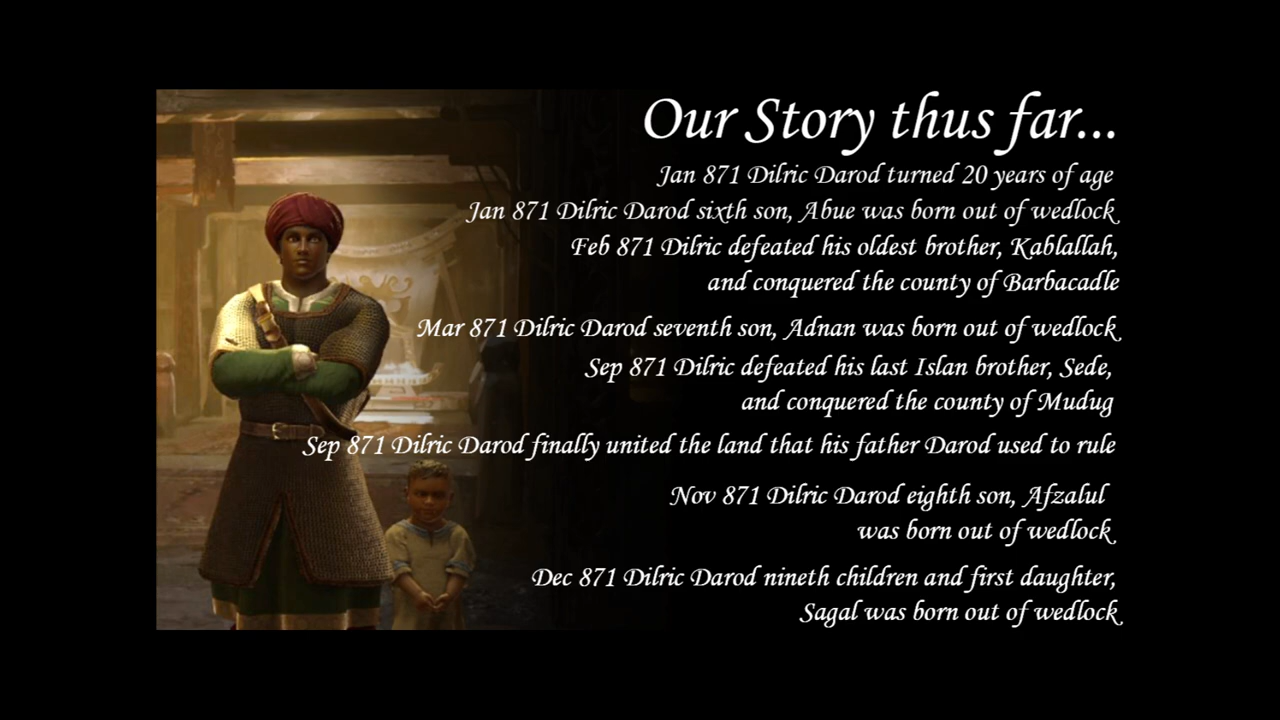 Our Story thus far...
Jan 871 Dilric Darod turned 20 years of age
Jan 871 Dilric Darod sixth son, Abue was born out of wedlock
Feb 871 Dilric defeated his oldest brother, Kablallah,
and conquered the county of Barbacadle
Mar 871 Dilric Darod seventh son, Adnan was born out of wedlock
Sep 871 Dilric defeated his last Islan brother, Sede,
and conquered the county of Mudug
Sep 871 Dilric Darod finally united the land that his father Darod used to rule
Nov 871 Dilric Darod eighth son, Afzalul
was born out of wedlock
Dec 871 Dilric Darod nineth children and first daughter,
Sagal was born out of wedlock